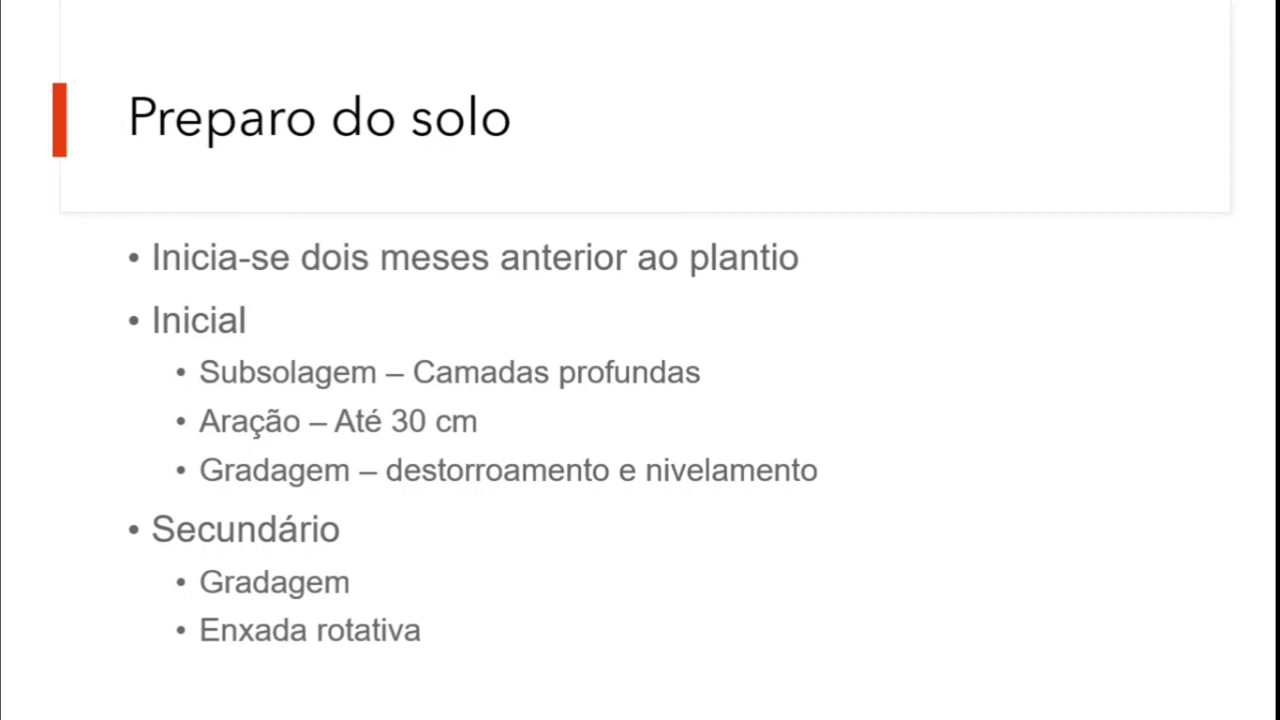 Preparo do solo
• Inicia-se dois meses anterior ao plantio
• Inicial
• Subsolagem – Camadas profundas
• Aração – Até 30 cm
• Gradagem – destorroamento e nivelamento
• Secundário
• Gradagem
• Enxada rotativa